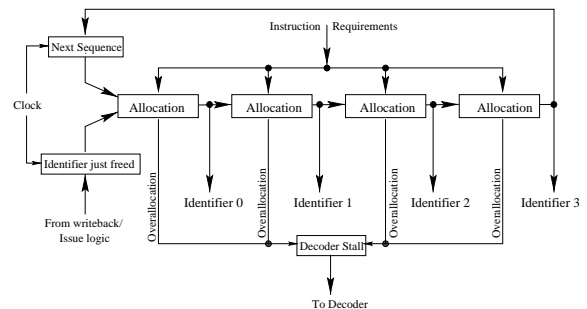 Instruction Requirements
Next Sequence
Clock
Allocation
Allocation
Allocation
Allocation
Identifier just freed
Overallocation
Overallocation
Overallocation
Overallocation
Identifier 0
Identifier 1
Identifier 2
Identifier 3
From writeback/
Issue logic
Decoder Stall
To Decoder